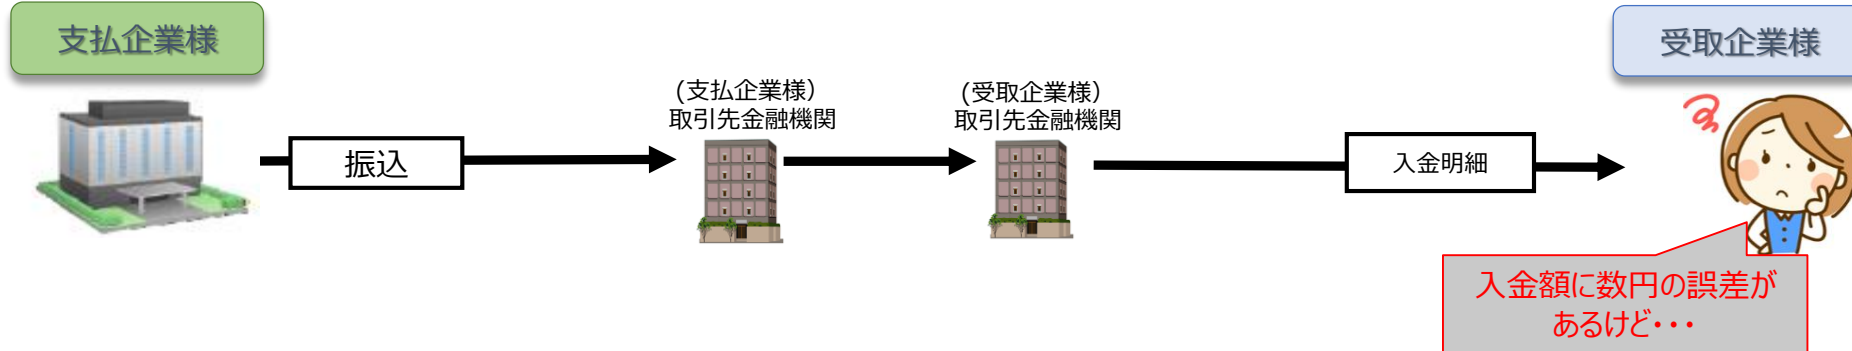 支払企業様
受取企業様
(支払企業様)
取引先金融機関
(受取企業様)
取引先金融機関
振込
入金明細
入金額に数円の誤差が
あるけど・・・